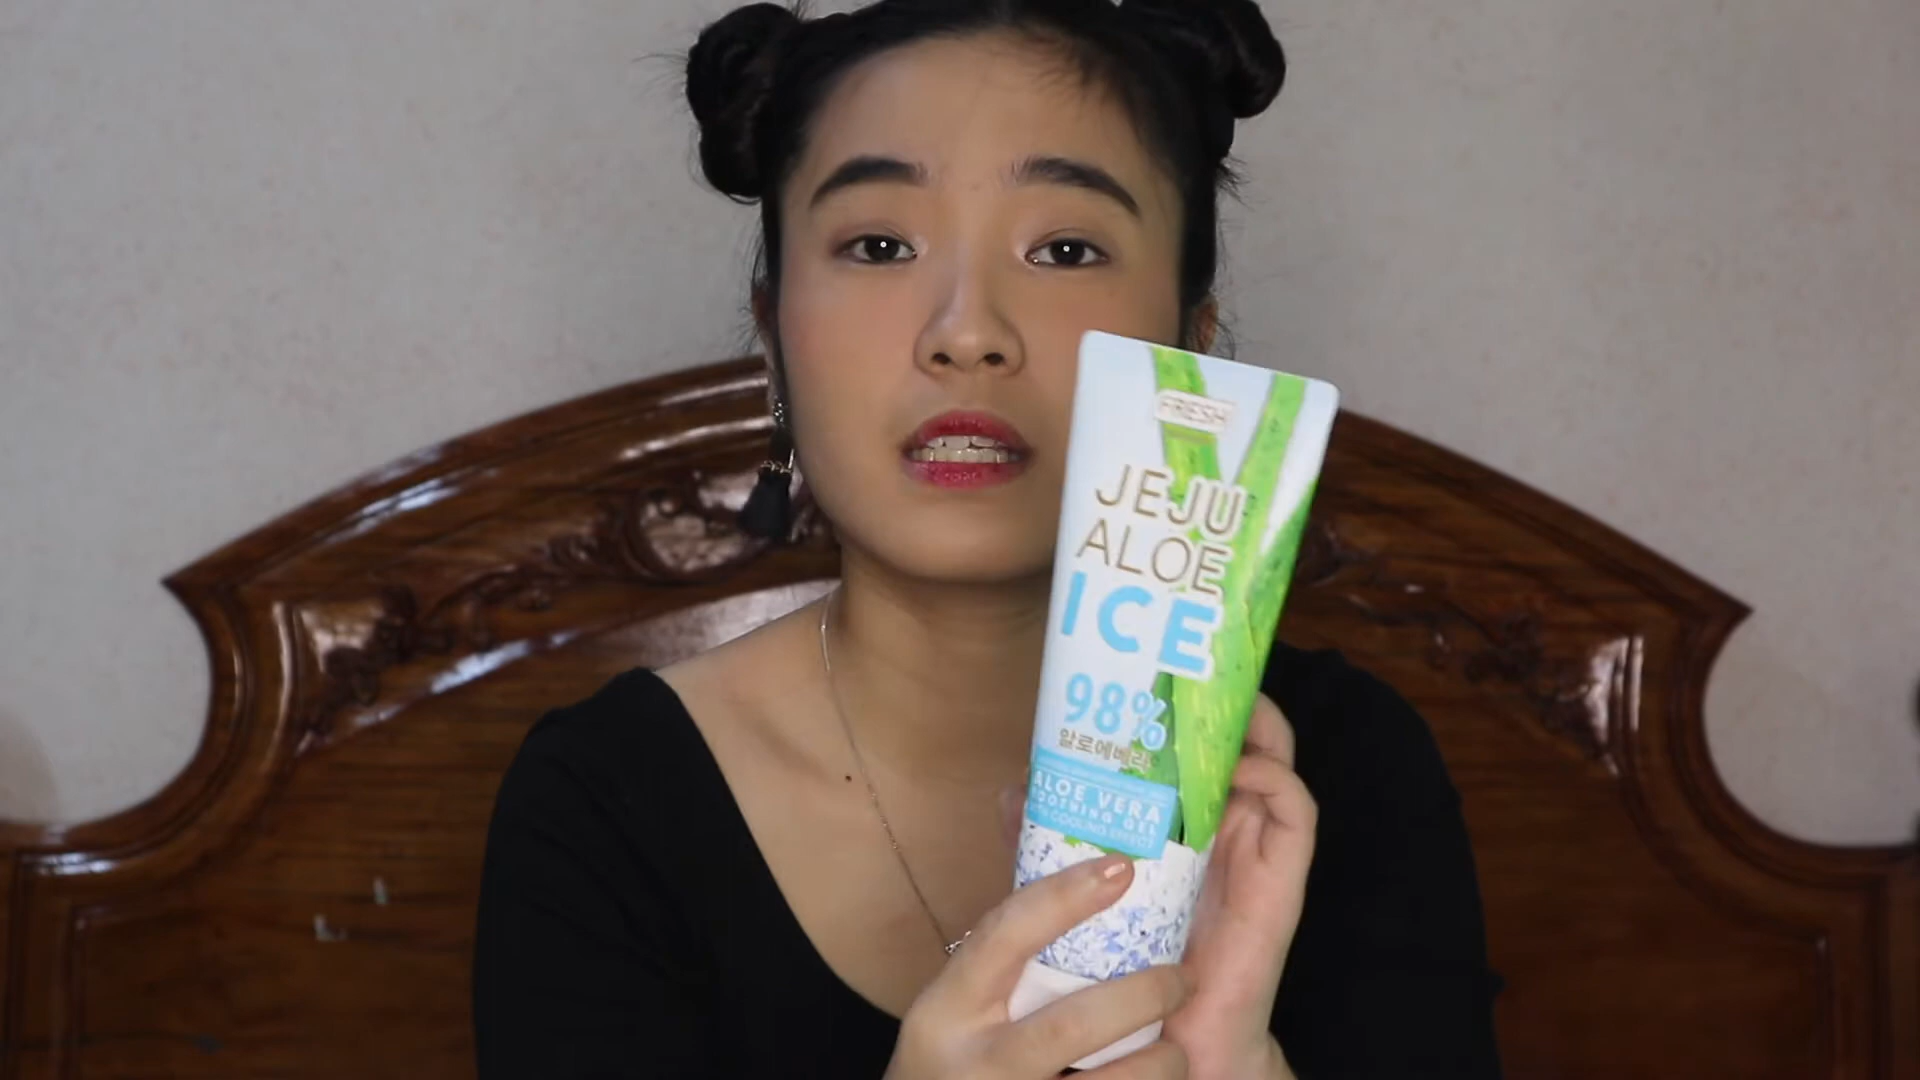 FRESH
JEJU
ALOE
ICE
98%
알로에베라
ALOE VERA
SOOTHING GEL
COOLING EFFECT